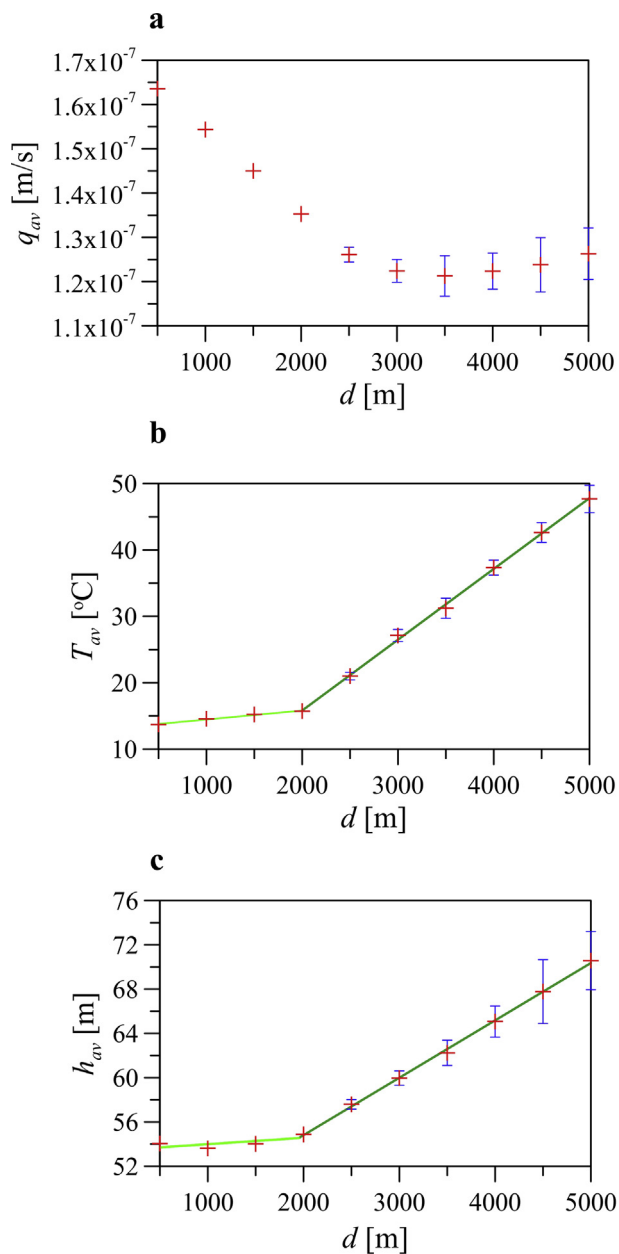 a
1.7x10-7
1.6x10-7
1.5x10-7
1.4x10-7
1.3x10-7
1.2x10-7
1.1x10-7
qav [m/s]
1000 2000 3000 4000 5000
d [m]
b
50
40
30
20
10
Tav [oC]
1000 2000 3000 4000 5000
d [m]
c
76
72
68
64
60
56
52
hav [m]
1000 2000 3000 4000 5000
d [m]